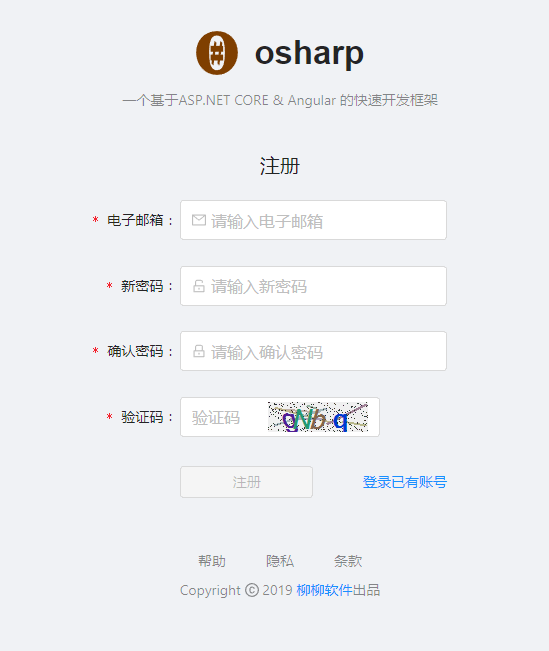 osharp
一个基于ASP.NET CORE & Angular 的快速开发框架
注册
* 电子邮箱： 请输入电子邮箱
* 新密码： 请输入新密码
* 确认密码： 请输入确认密码
* 验证码： 验证码 gNbq
注册 登录已有账号
帮助 隐私 条款
Copyright © 2019 柳柳软件出品